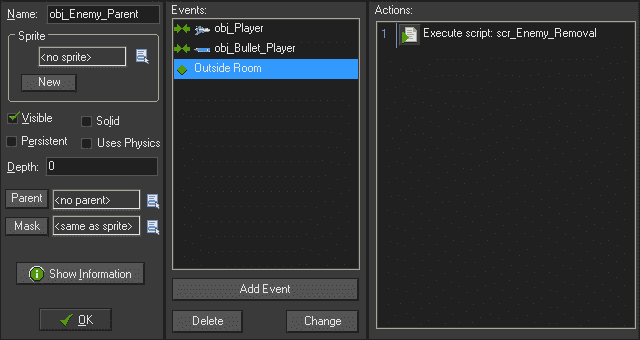 Name: obj_Enemy_Parent
Sprite
<no sprite>
New
Visible
Solid
Persistent
Uses Physics
Depth: 0
Parent <no parent>
Mask <same as sprite>
Show Information
OK
Events:
obj_Player
obj_Bullet_Player
Outside Room
Add Event
Delete
Change
Actions:
1 Execute script: scr_Enemy_Removal